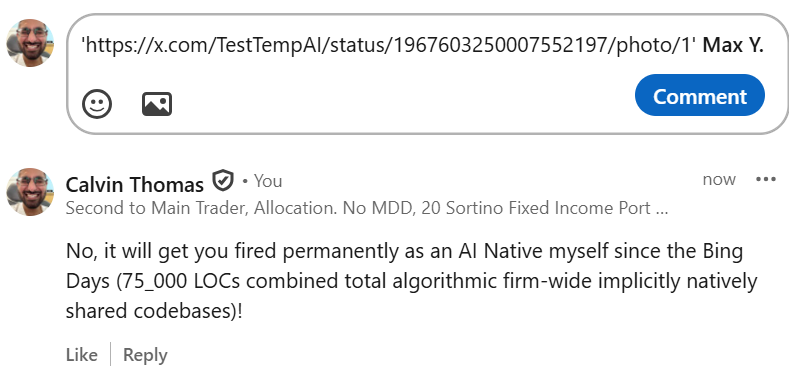 'https://x.com/TestTempAI/status/1967603250007552197/photo/1' Max Y.
Comment
Calvin Thomas • You
now •••
Second to Main Trader, Allocation. No MDD, 20 Sortino Fixed Income Port ...
No, it will get you fired permanently as an AI Native myself since the Bing
Days (75_000 LOCs combined total algorithmic firm-wide implicitly natively
shared codebases)!
Like
Reply